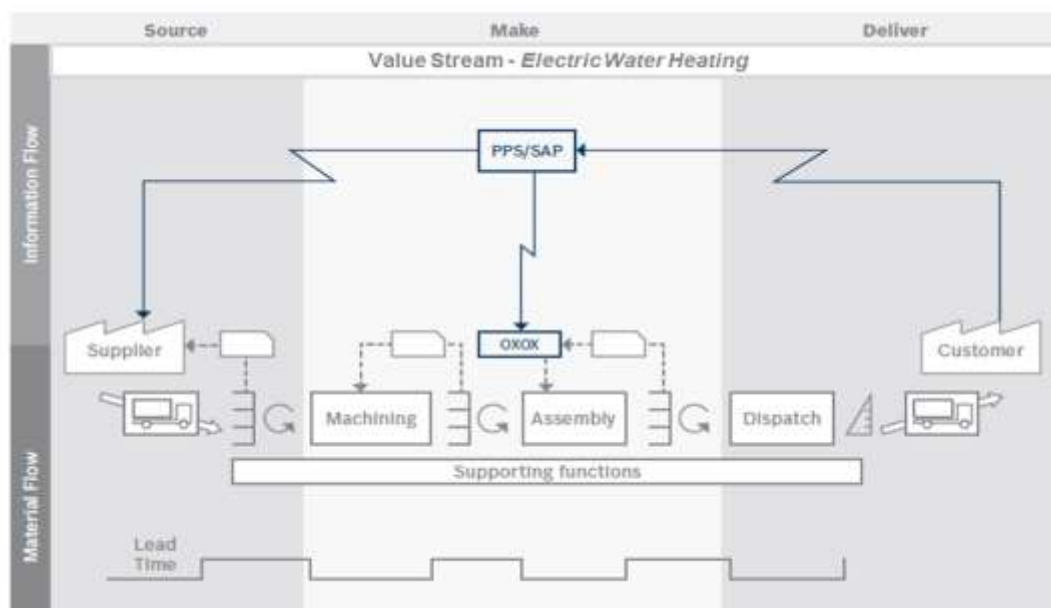 Source Make Deliver
Value Stream - Electric Water Heating
Information Flow
PPS/SAP
Supplier
OXOX
Customer
Machining
Assembly
Dispatch
Supporting functions
Material Flow
Lead
Time